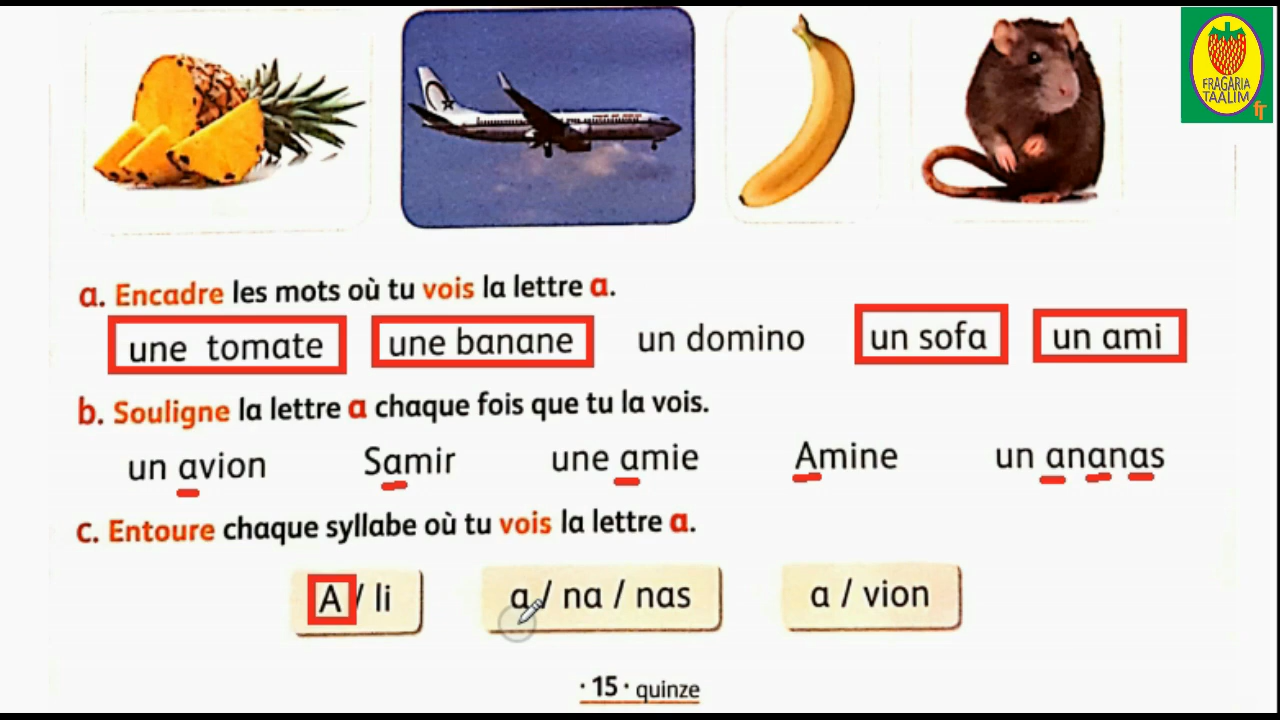 FRAGARIA
TAALIM
fr
a. Encadre les mots où tu vois la lettre a.
une tomate une banane un domino un sofa un ami
b. Souligne la lettre a chaque fois que tu la vois.
un avion Samir une amie Amine un ananas
c. Entoure chaque syllabe où tu vois la lettre a.
A / li a / na / nas a / vion
· 15 · quinze